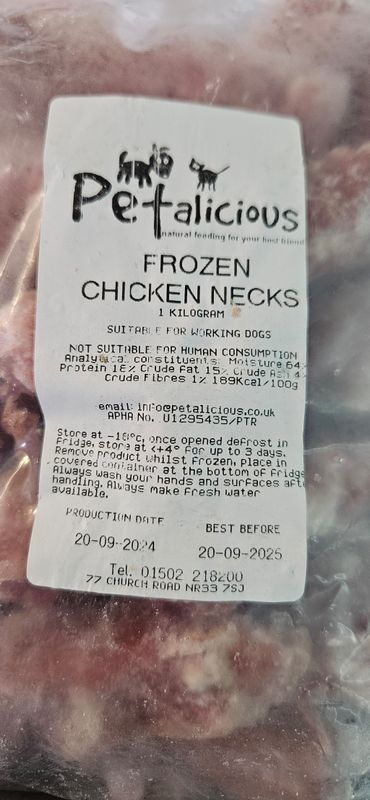 Petalicious
natural feeding for your best friend
FROZEN
CHICKEN NECKS
1 KILOGRAM
SUITABLE FOR WORKING DOGS
NOT SUITABLE FOR HUMAN CONSUMPTION
Analytical constituents: Moisture 64
Protein 18% Crude Fat 15% Crude Ash 4
Crude Fibres 1% 189Kcal/100g
email: info@petalicious.co.uk
APHA No. U1295435/PTR
Store at -18°C, once opened defrost in
fridge, store at <+4° for up to 3 days.
Remove product whilst frozen, place in
covered container at the bottom of fridge
Always wash your hands and surfaces afte
handling. Always make fresh water
available.
PRODUCTION DATE BEST BEFORE
20-09-2024 20-09-2025
Tel. 01502 218200
77 CHURCH ROAD NR33 7SJ